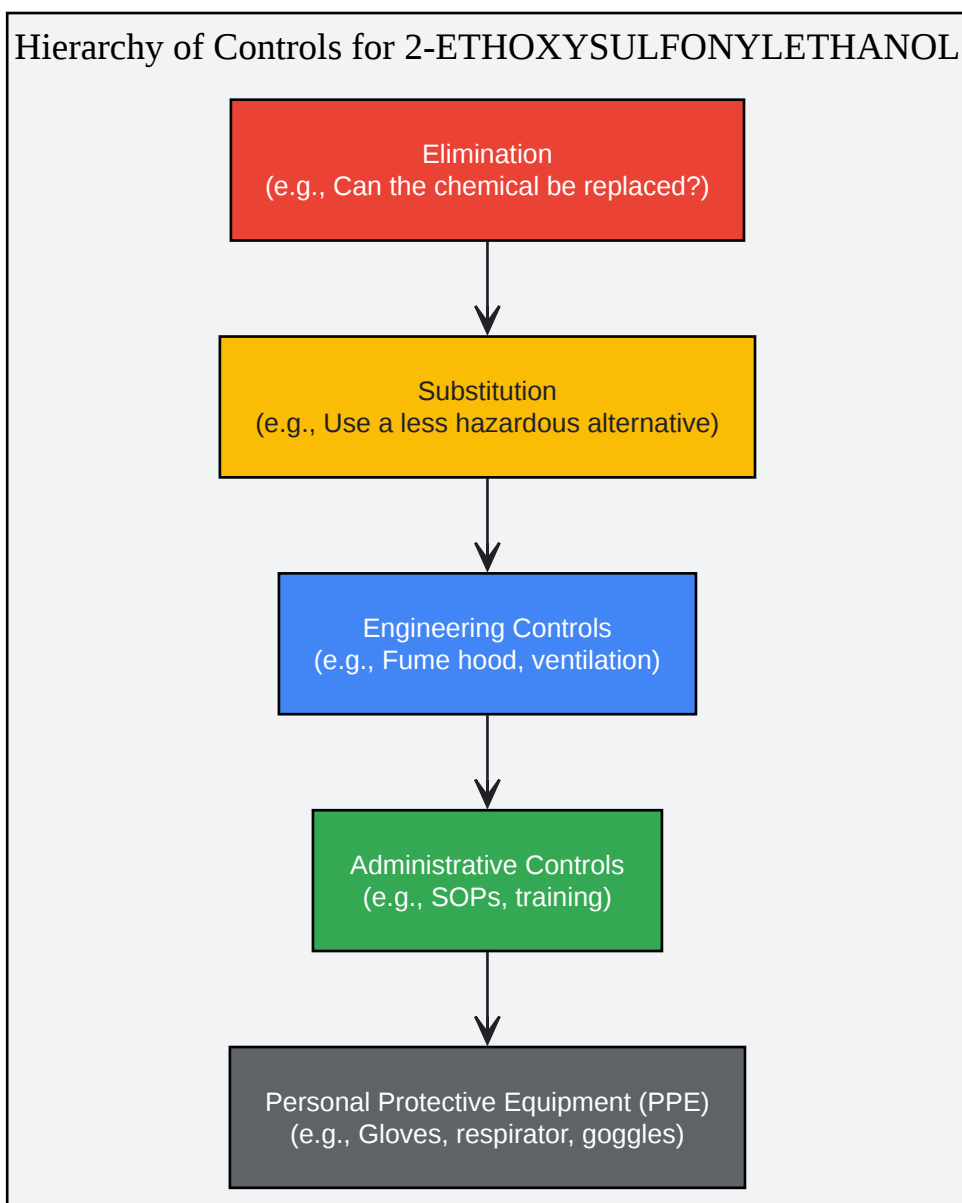 Hierarchy of Controls for 2-ETHOXYSULFONYLETHANOL
Elimination
(e.g., Can the chemical be replaced?)
Substitution
(e.g., Use a less hazardous alternative)
Engineering Controls
(e.g., Fume hood, ventilation)
Administrative Controls
(e.g., SOPs, training)
Personal Protective Equipment (PPE)
(e.g., Gloves, respirator, goggles)